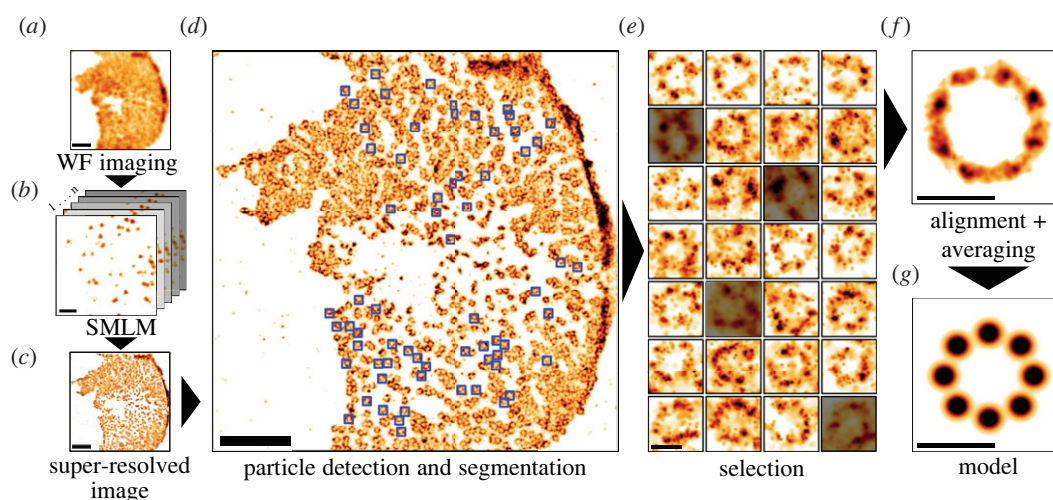 (a)
WF imaging
(b)
1 ... n
SMLM
(c)
super-resolved
image
(d)
particle detection and segmentation
(e)
selection
(f)
alignment +
averaging
(g)
model